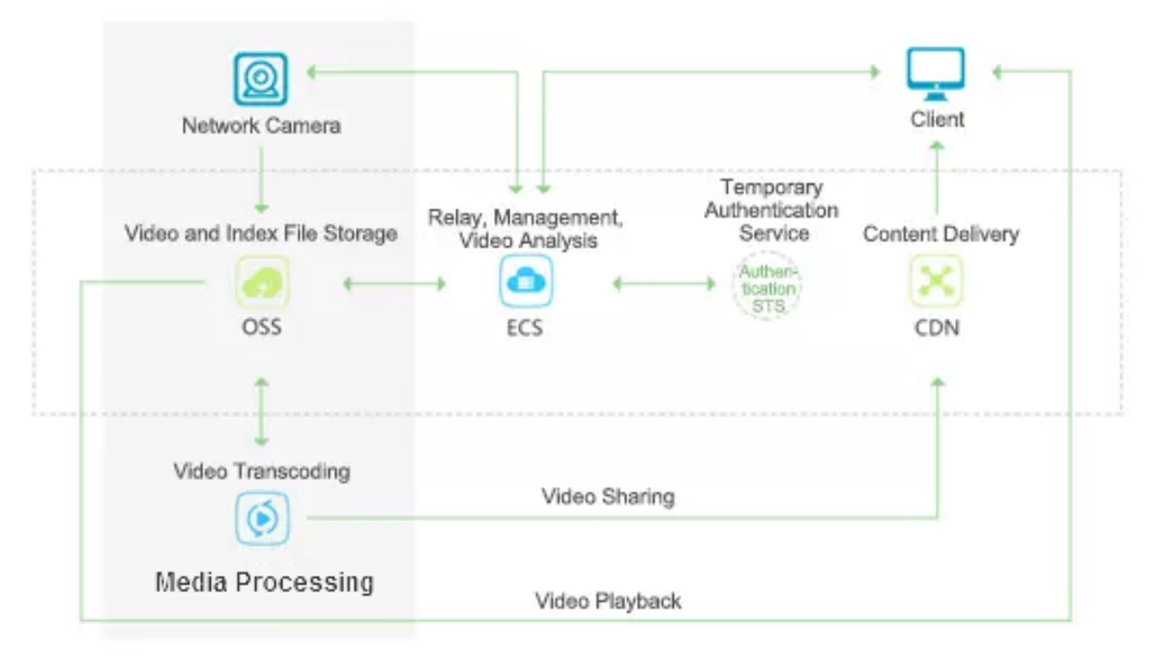 Network Camera
Client
Video and Index File Storage
OSS
Relay, Management,
Video Analysis
ECS
Temporary
Authentication
Service
Authen-
tication
STS
Content Delivery
CDN
Video Transcoding
Media Processing
Video Sharing
Video Playback